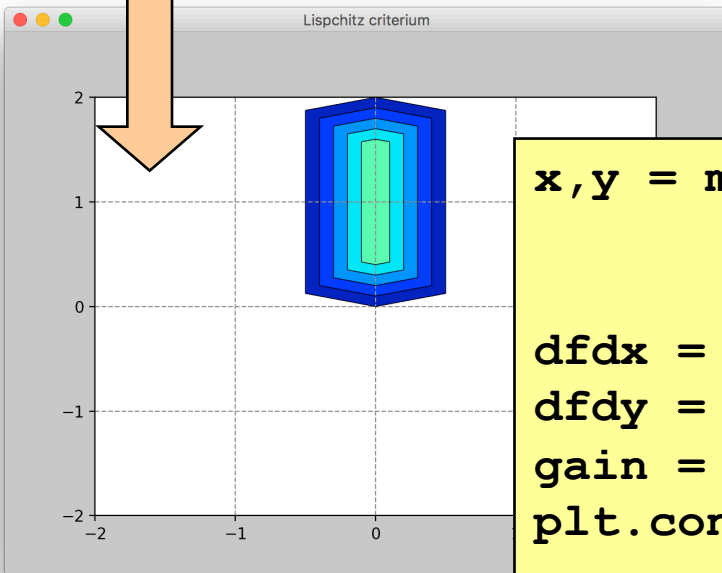 Lispchitz criterium
2
1
0
−1
−2
−2 −1 0
x,y = m
dfdx =
dfdy =
gain =
plt.con